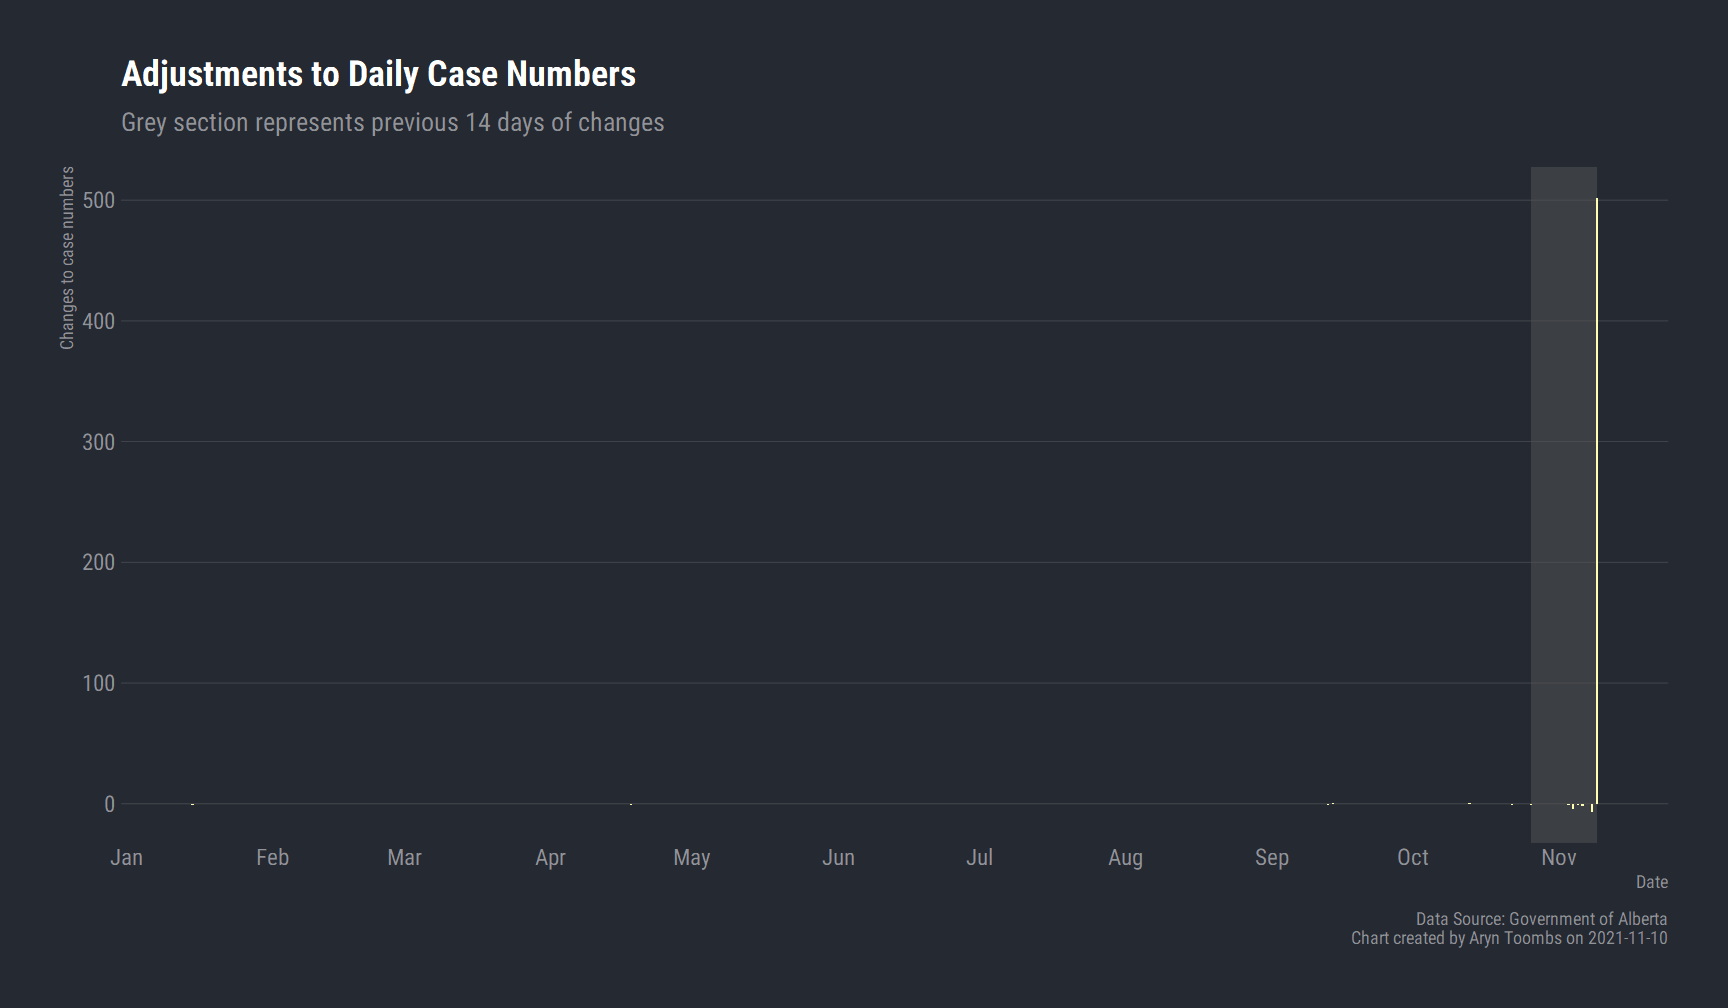 Adjustments to Daily Case Numbers
Grey section represents previous 14 days of changes
Changes to case numbers
500
400
300
200
100
0
Jan Feb Mar Apr May Jun Jul Aug Sep Oct Nov
Date
Data Source: Government of Alberta
Chart created by Aryn Toombs on 2021-11-10